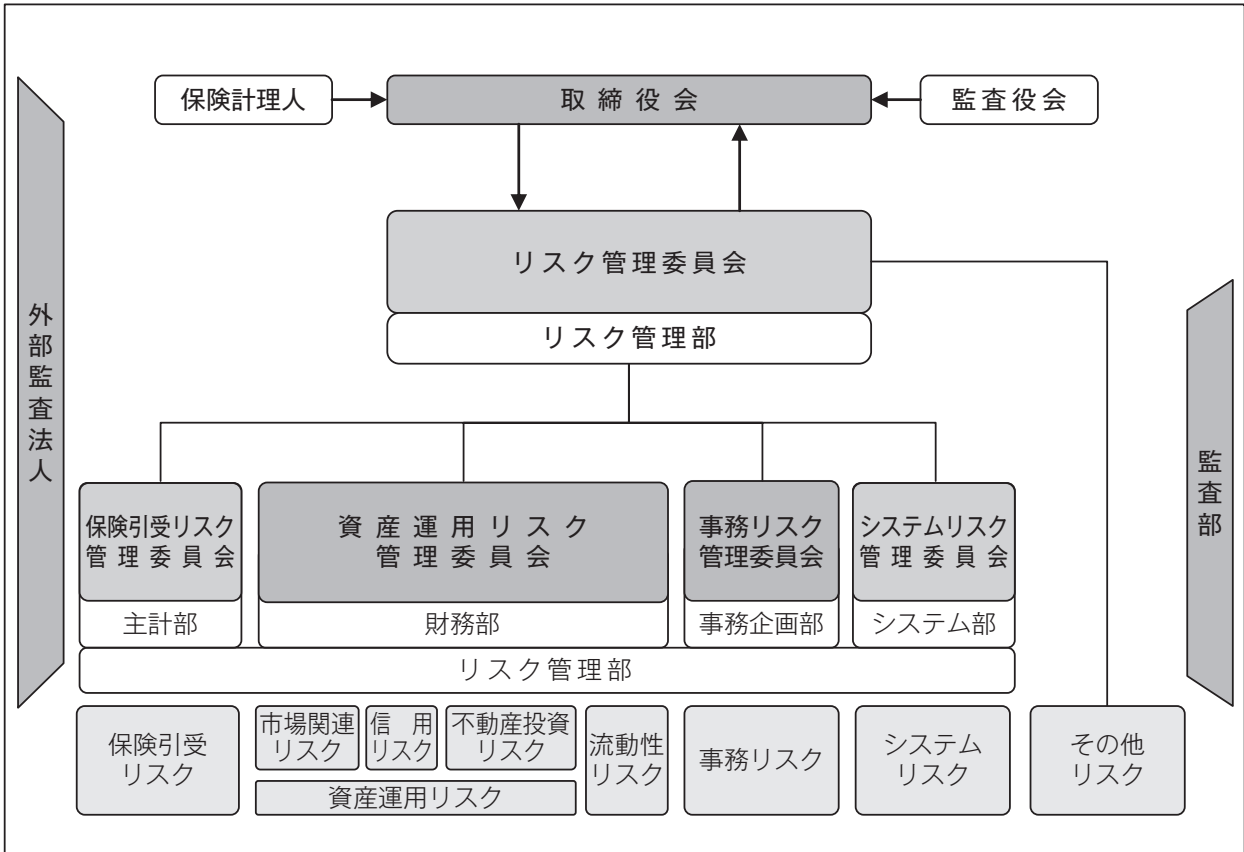 保険計理人
取締役会
監査役会
リスク管理委員会
リスク管理部
外部監査法人
監査部
保険引受リスク
管理委員会
主計部
資産運用リスク
管理委員会
財務部
事務リスク
管理委員会
事務企画部
システムリスク
管理委員会
システム部
リスク管理部
保険引受
リスク
市場関連
リスク
信用
リスク
不動産投資
リスク
資産運用リスク
流動性
リスク
事務リスク
システム
リスク
その他
リスク